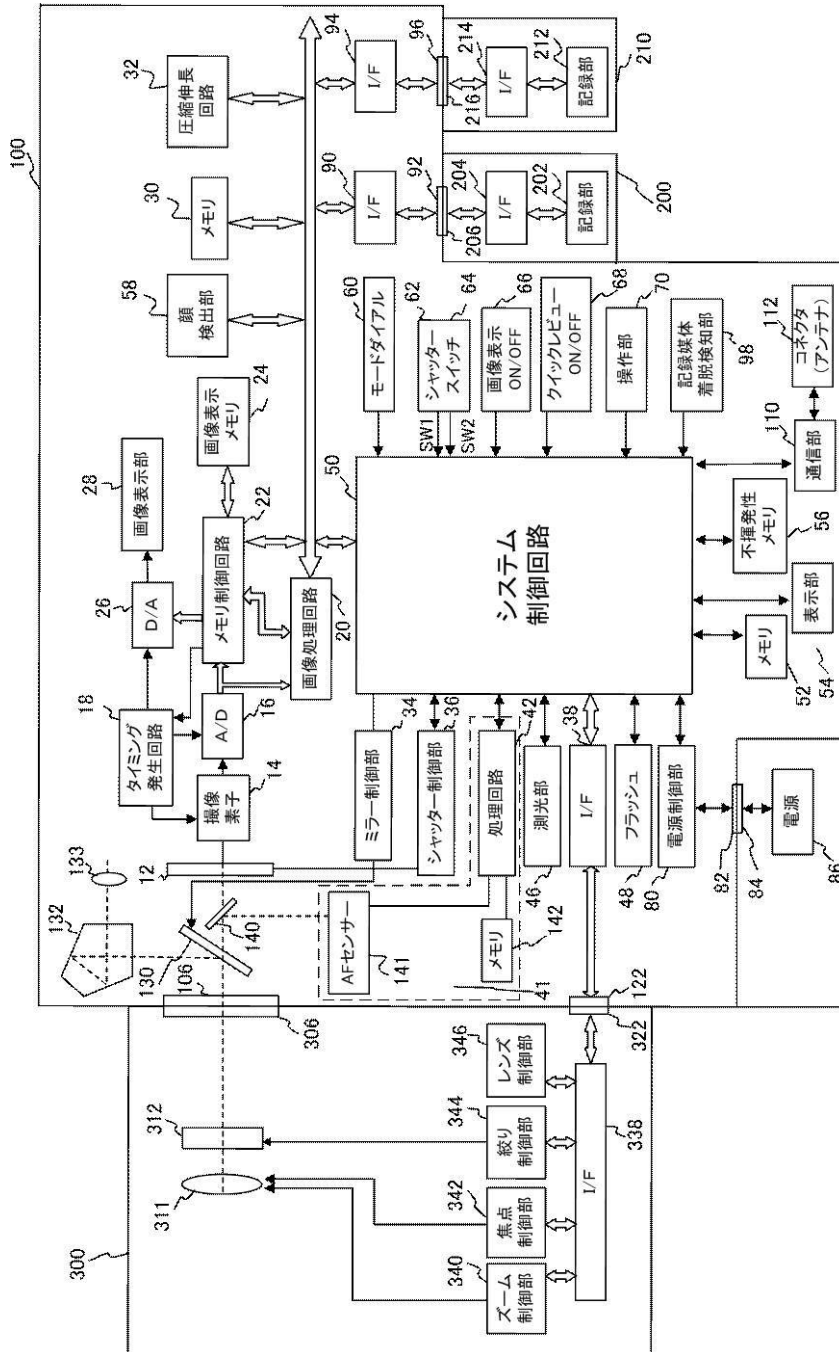 100
32
圧縮伸長
回路
30
メモリ
58
顔
検出部
94
I/F
96
214
I/F
212
記録部
216
210
90
I/F
92
204
I/F
202
記録部
206
200
28
画像表示部
24
画像表示
メモリ
22
メモリ制御回路
26
D/A
20
画像処理回路
18
タイミング
発生回路
16
A/D
14
撮像
素子
12
133
132
130
140
106
306
60
モードダイアル
62
64
シャッター
スイッチ
SW1
SW2
66
画像表示
ON/OFF
68
クイックレビュー
ON/OFF
70
操作部
98
記録媒体
着脱検知部
112
コネクタ
(アンテナ)
110
通信部
50
システム
制御回路
56
不揮発性
メモリ
54
表示部
52
メモリ
34
ミラー制御部
36
シャッター制御部
42
処理回路
AFセンサー
141
メモリ
142
41
46
測光部
38
I/F
48
フラッシュ
80
電源制御部
82
84
電源
86
122
322
300
312
311
346
レンズ
制御部
344
絞り
制御部
342
焦点
制御部
340
ズーム
制御部
338
I/F